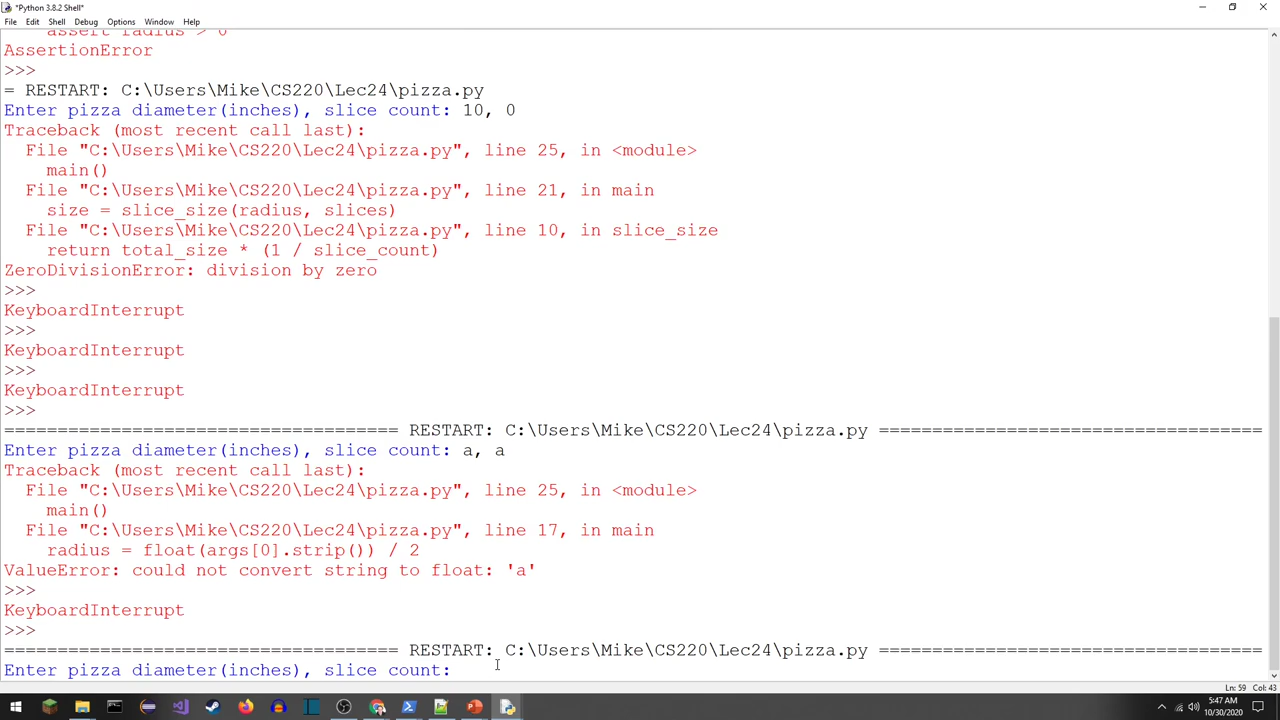 *Python 3.8.2 Shell*
File Edit Shell Debug Options Window Help
assert radius > 0
AssertionError
>>>
= RESTART: C:\Users\Mike\CS220\Lec24\pizza.py
Enter pizza diameter(inches), slice count: 10, 0
Traceback (most recent call last):
  File "C:\Users\Mike\CS220\Lec24\pizza.py", line 25, in <module>
    main()
  File "C:\Users\Mike\CS220\Lec24\pizza.py", line 21, in main
    size = slice_size(radius, slices)
  File "C:\Users\Mike\CS220\Lec24\pizza.py", line 10, in slice_size
    return total_size * (1 / slice_count)
ZeroDivisionError: division by zero
>>>
KeyboardInterrupt
>>>
KeyboardInterrupt
>>>
KeyboardInterrupt
>>>
===================================== RESTART: C:\Users\Mike\CS220\Lec24\pizza.py ====================================
Enter pizza diameter(inches), slice count: a, a
Traceback (most recent call last):
  File "C:\Users\Mike\CS220\Lec24\pizza.py", line 25, in <module>
    main()
  File "C:\Users\Mike\CS220\Lec24\pizza.py", line 17, in main
    radius = float(args[0].strip()) / 2
ValueError: could not convert string to float: 'a'
>>>
KeyboardInterrupt
>>>
===================================== RESTART: C:\Users\Mike\CS220\Lec24\pizza.py ====================================
Enter pizza diameter(inches), slice count:
Ln: 59 Col: 43
5:47 AM
10/30/2020